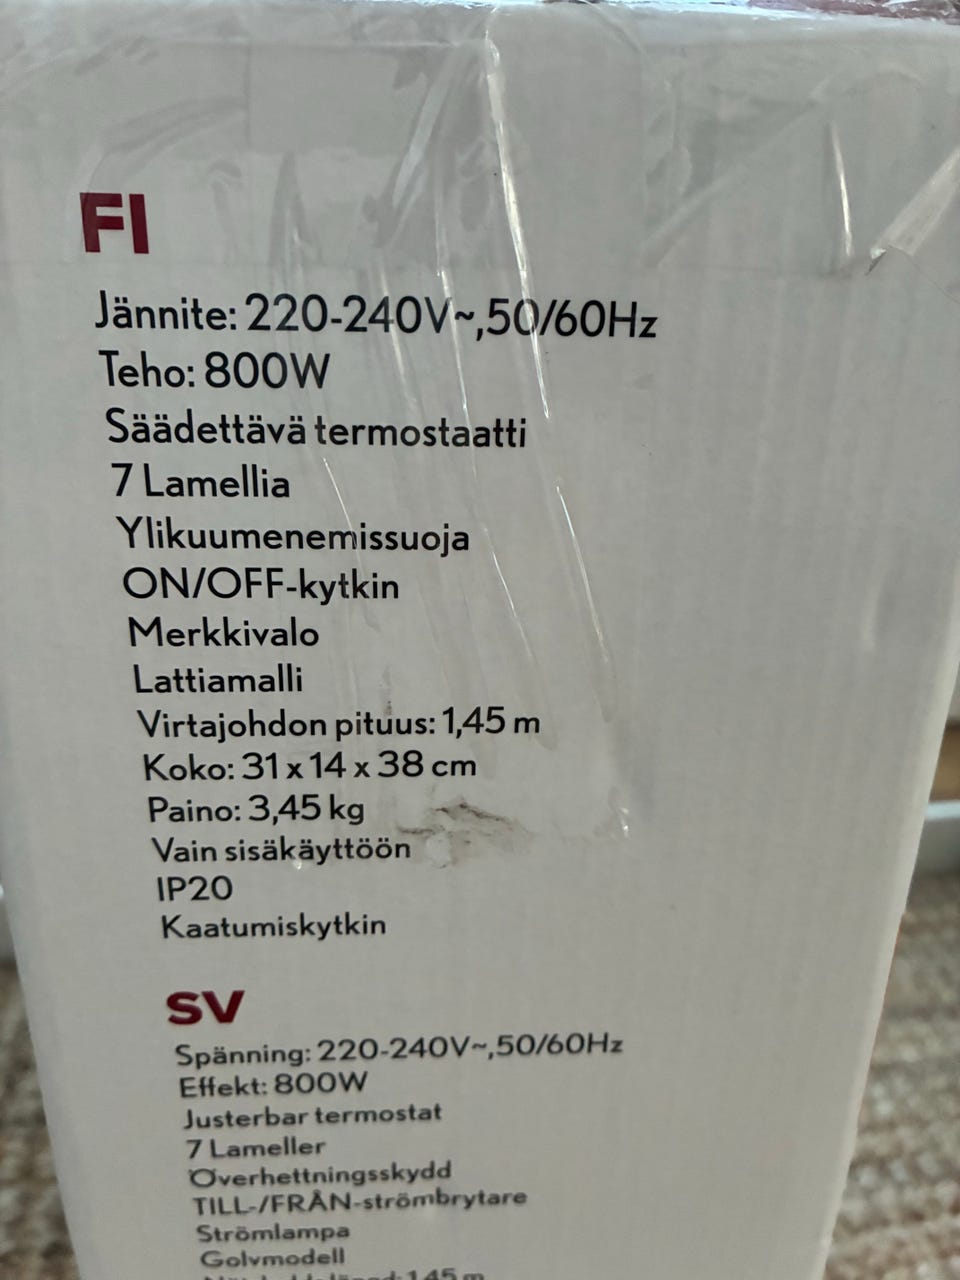 FI
Jännite: 220-240V~,50/60Hz
Teho: 800W
Säädettävä termostaatti
7 Lamellia
Ylikuumenemissuoja
ON/OFF-kytkin
Merkkivalo
Lattiamalli
Virtajohdon pituus: 1,45 m
Koko: 31 x 14 x 38 cm
Paino: 3,45 kg
Vain sisäkäyttöön
IP20
Kaatumiskytkin
SV
Spänning: 220-240V~,50/60Hz
Effekt: 800W
Justerbar termostat
7 Lameller
Överhettningsskydd
TILL-/FRÅN-strömbrytare
Strömlampa
Golvmodell
1,45 m